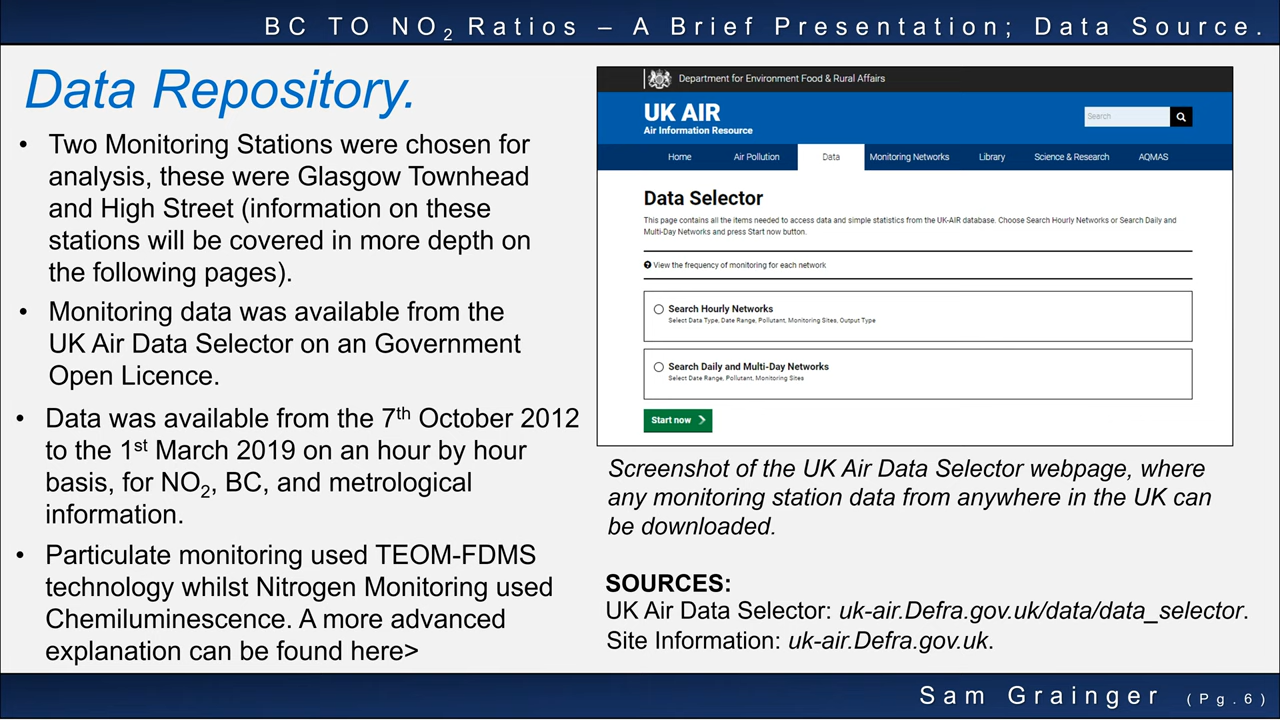 BC TO NO₂ Ratios – A Brief Presentation; Data Source.
Data Repository.
• Two Monitoring Stations were chosen for
analysis, these were Glasgow Townhead
and High Street (information on these
stations will be covered in more depth on
the following pages).
• Monitoring data was available from the
UK Air Data Selector on an Government
Open Licence.
• Data was available from the 7th October 2012
to the 1st March 2019 on an hour by hour
basis, for NO₂, BC, and metrological
information.
• Particulate monitoring used TEOM-FDMS
technology whilst Nitrogen Monitoring used
Chemiluminescence. A more advanced
explanation can be found here>
Department for Environment Food & Rural Affairs
UK AIR
Air Information Resource
Search
Home Air Pollution Data Monitoring Networks Library Science & Research AQMAS
Data Selector
This page contains all the items needed to access data and simple statistics from the UK-AIR database. Choose Search Hourly Networks or Search Daily and
Multi-Day Networks and press Start now button.
View the frequency of monitoring for each network
Search Hourly Networks
Select Data Type, Date Range, Pollutant, Monitoring Sites, Output Type
Search Daily and Multi-Day Networks
Select Date Range, Pollutant, Monitoring Sites
Start now
Screenshot of the UK Air Data Selector webpage, where
any monitoring station data from anywhere in the UK can
be downloaded.
SOURCES:
UK Air Data Selector: uk-air.Defra.gov.uk/data/data_selector.
Site Information: uk-air.Defra.gov.uk.
Sam Grainger (Pg.6)